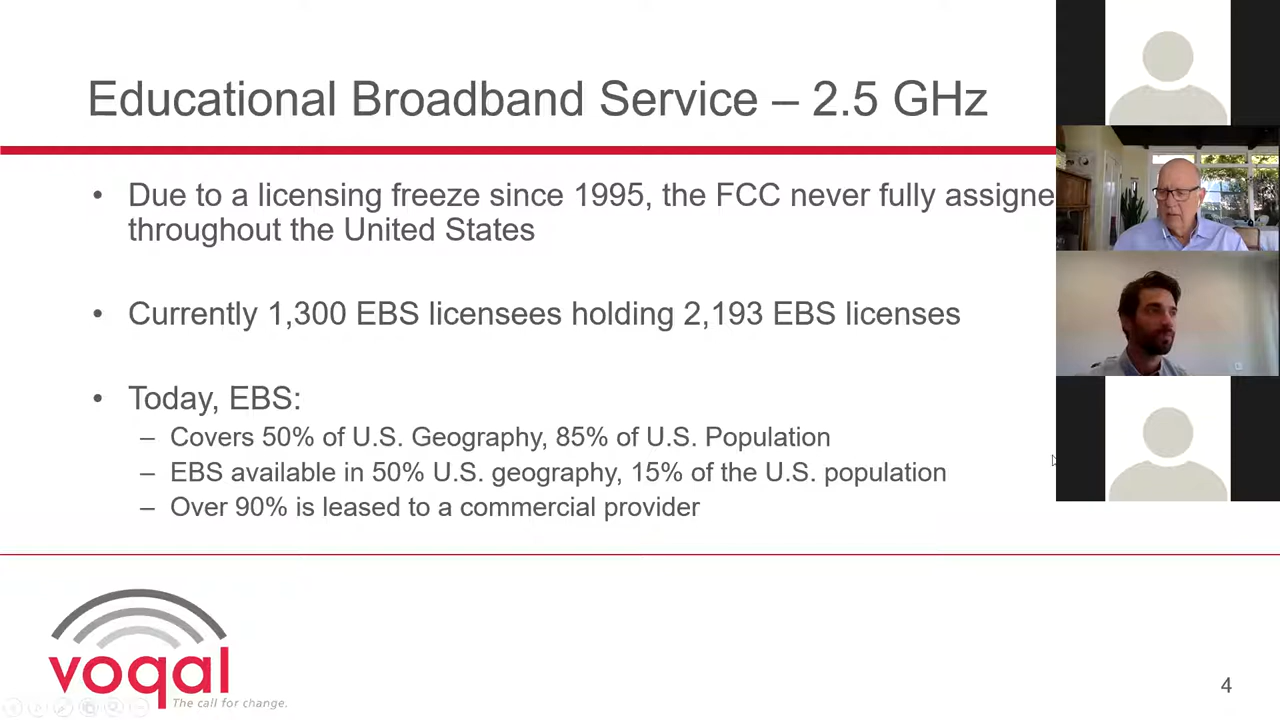 Educational Broadband Service – 2.5 GHz
• Due to a licensing freeze since 1995, the FCC never fully assigne
throughout the United States
• Currently 1,300 EBS licensees holding 2,193 EBS licenses
• Today, EBS:
– Covers 50% of U.S. Geography, 85% of U.S. Population
– EBS available in 50% U.S. geography, 15% of the U.S. population
– Over 90% is leased to a commercial provider
voqal
The call for change.
4